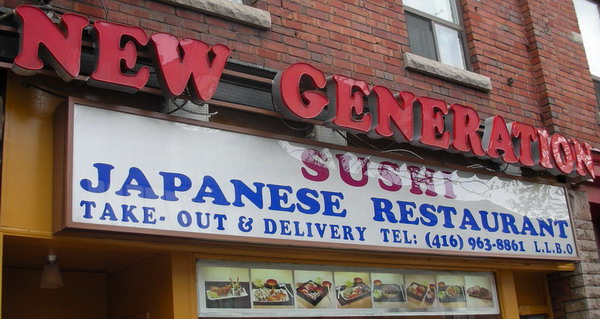 NEW GENERATION
SUSHI
JAPANESE RESTAURANT
TAKE-OUT & DELIVERY TEL: (416) 963-8861 L.L.B.O